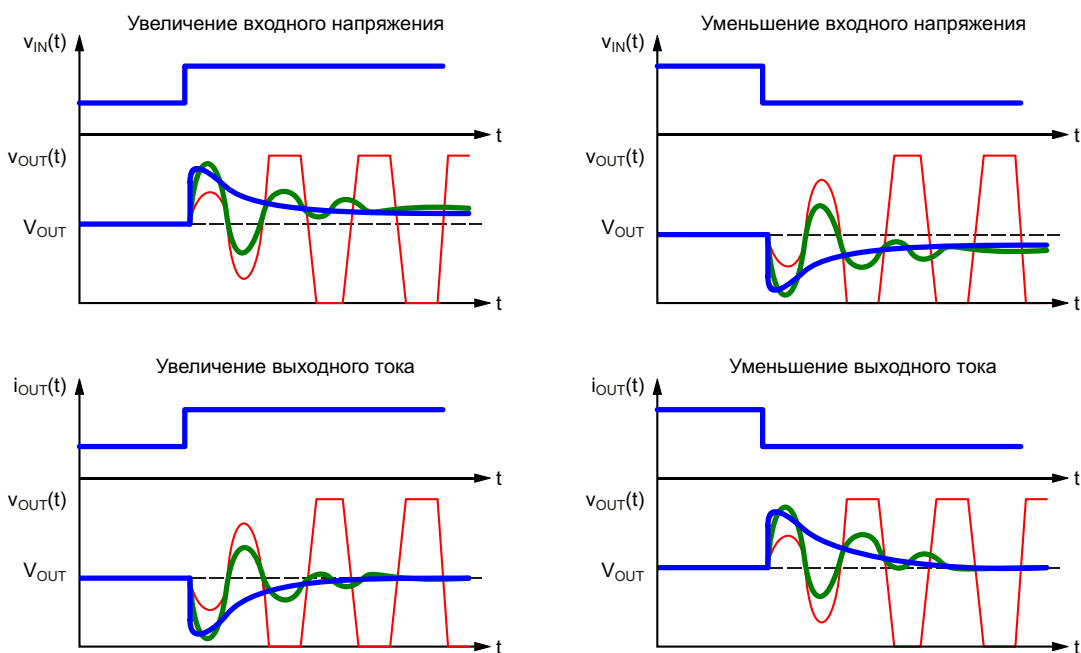 Увеличение входного напряжения
v_IN(t)
t
v_OUT(t)
V_OUT
t
Уменьшение входного напряжения
v_IN(t)
t
v_OUT(t)
V_OUT
t
Увеличение выходного тока
i_OUT(t)
t
v_OUT(t)
V_OUT
t
Уменьшение выходного тока
i_OUT(t)
t
v_OUT(t)
V_OUT
t